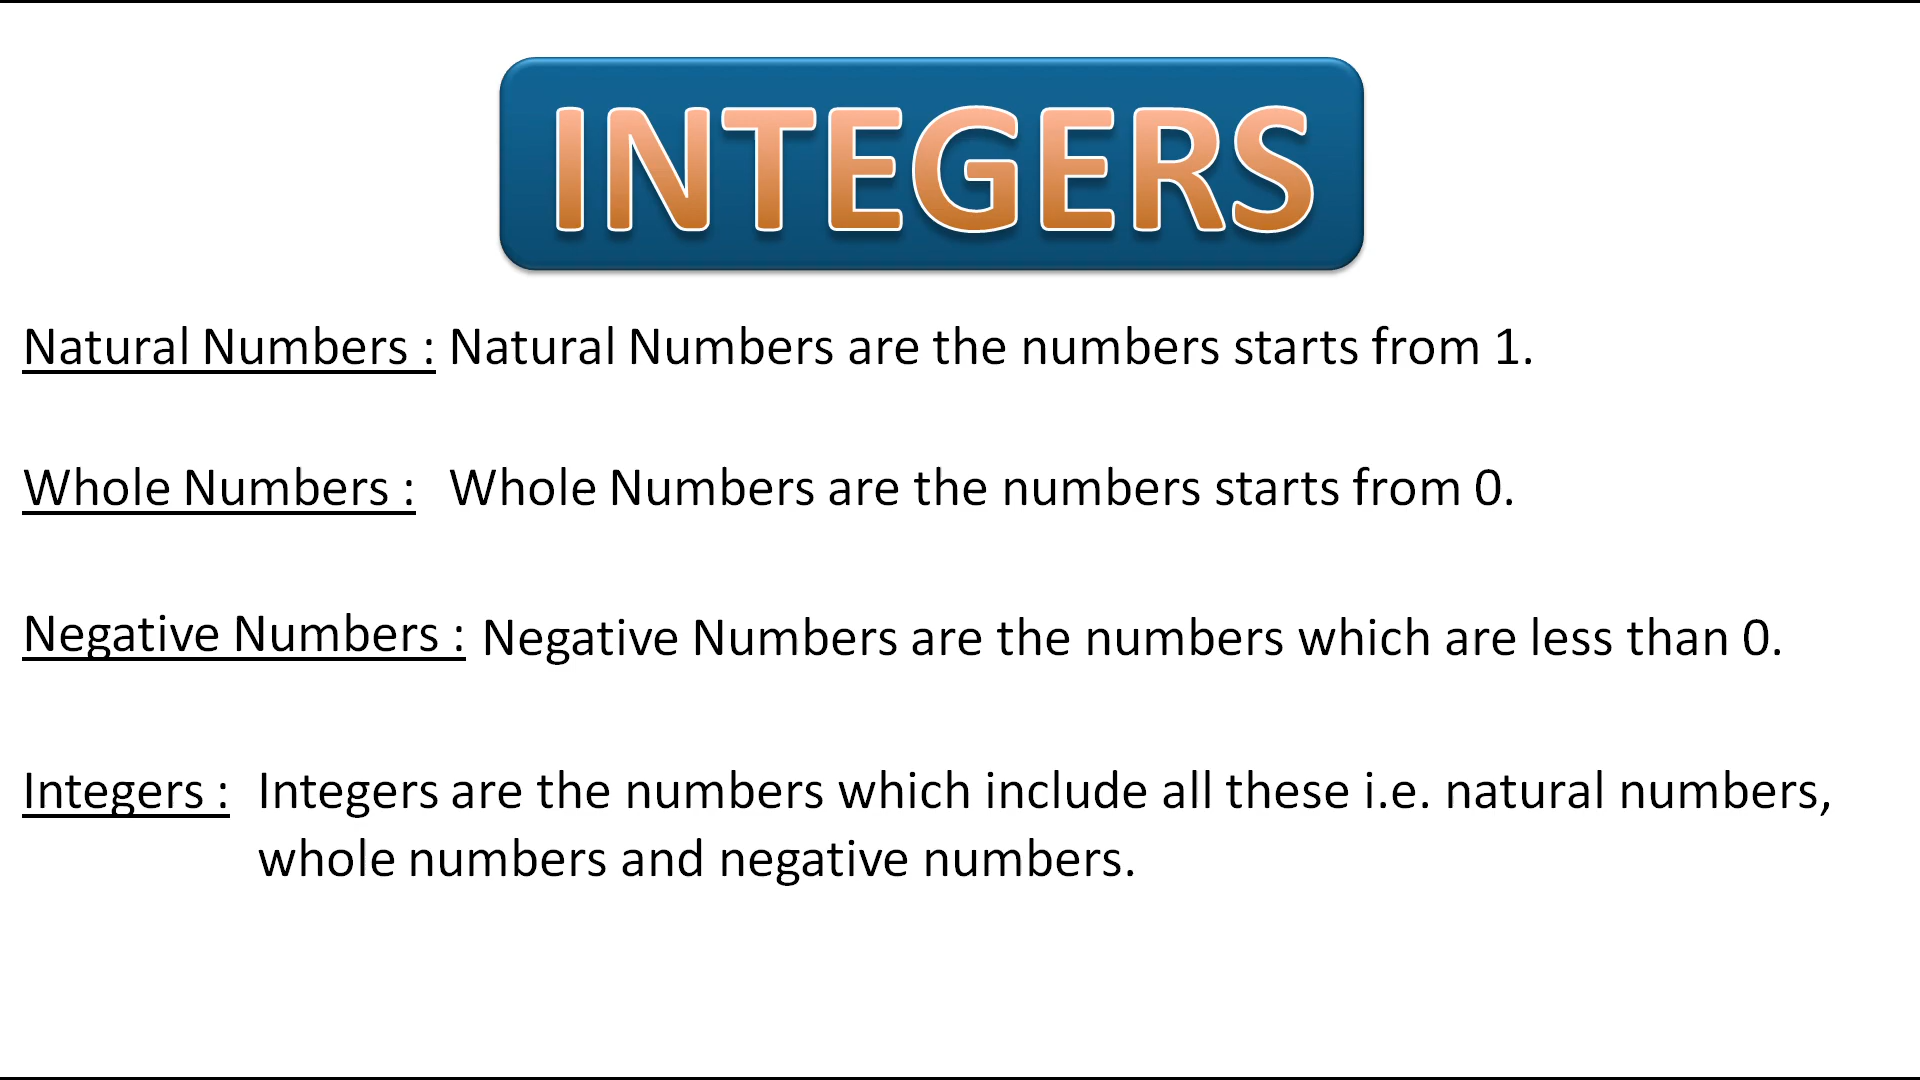 INTEGERS
Natural Numbers : Natural Numbers are the numbers starts from 1.
Whole Numbers : Whole Numbers are the numbers starts from 0.
Negative Numbers : Negative Numbers are the numbers which are less than 0.
Integers : Integers are the numbers which include all these i.e. natural numbers,
whole numbers and negative numbers.